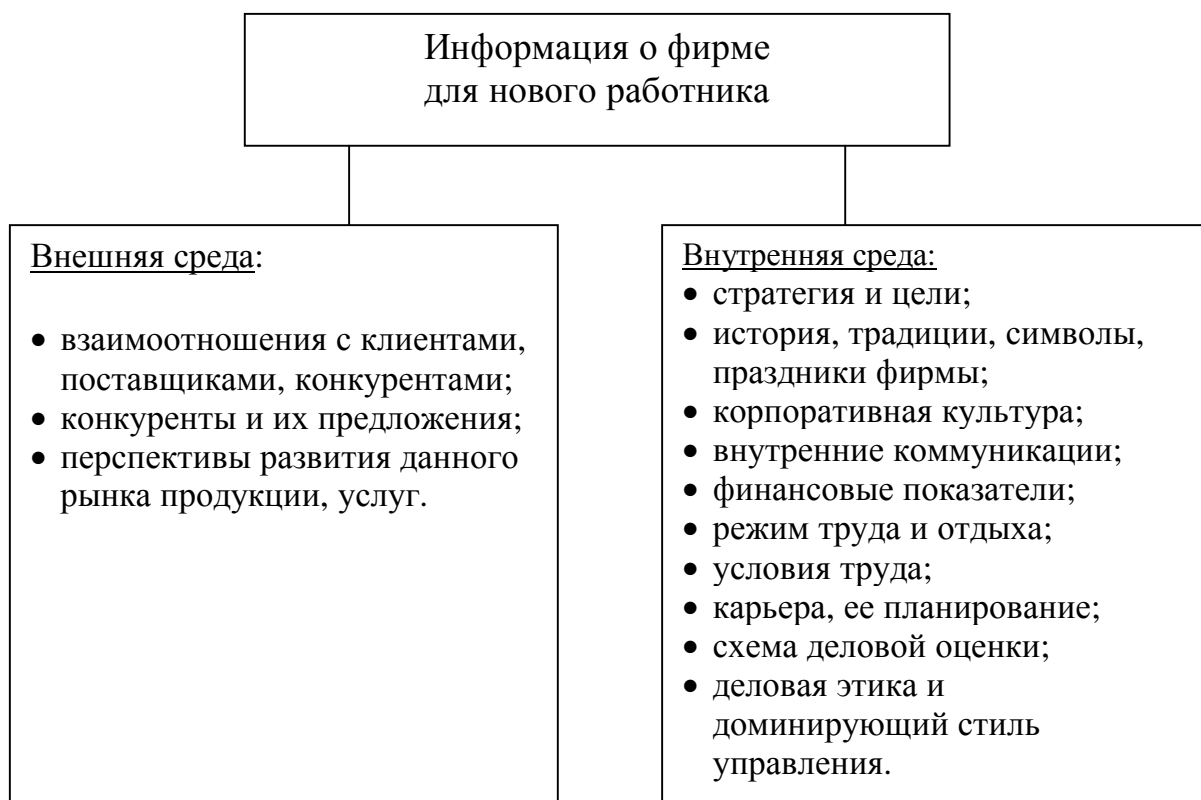 Информация о фирме
для нового работника
Внешняя среда:
• взаимоотношения с клиентами,
поставщиками, конкурентами;
• конкуренты и их предложения;
• перспективы развития данного
рынка продукции, услуг.
Внутренняя среда:
• стратегия и цели;
• история, традиции, символы,
праздники фирмы;
• корпоративная культура;
• внутренние коммуникации;
• финансовые показатели;
• режим труда и отдыха;
• условия труда;
• карьера, ее планирование;
• схема деловой оценки;
• деловая этика и
доминирующий стиль
управления.